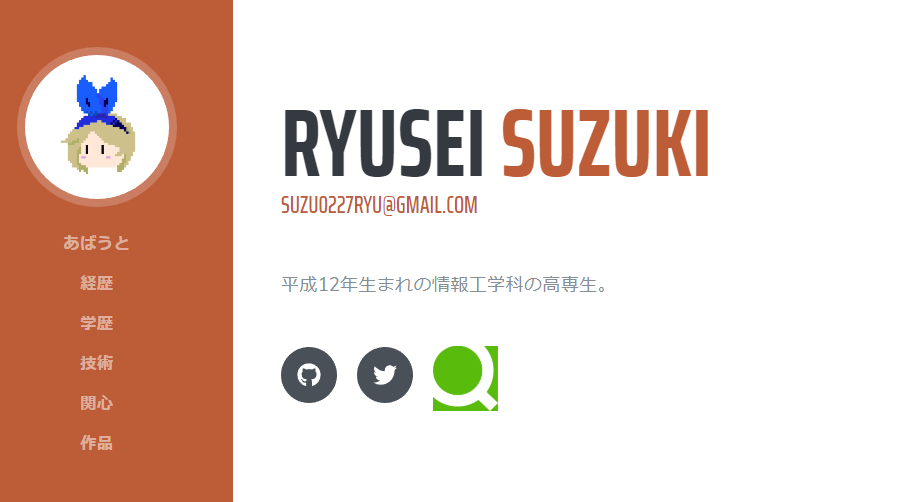 あばうと
経歴
学歴
技術
関心
作品
RYUSEI SUZUKI
SUZU0227RYU@GMAIL.COM
平成12年生まれの情報工学科の高専生。